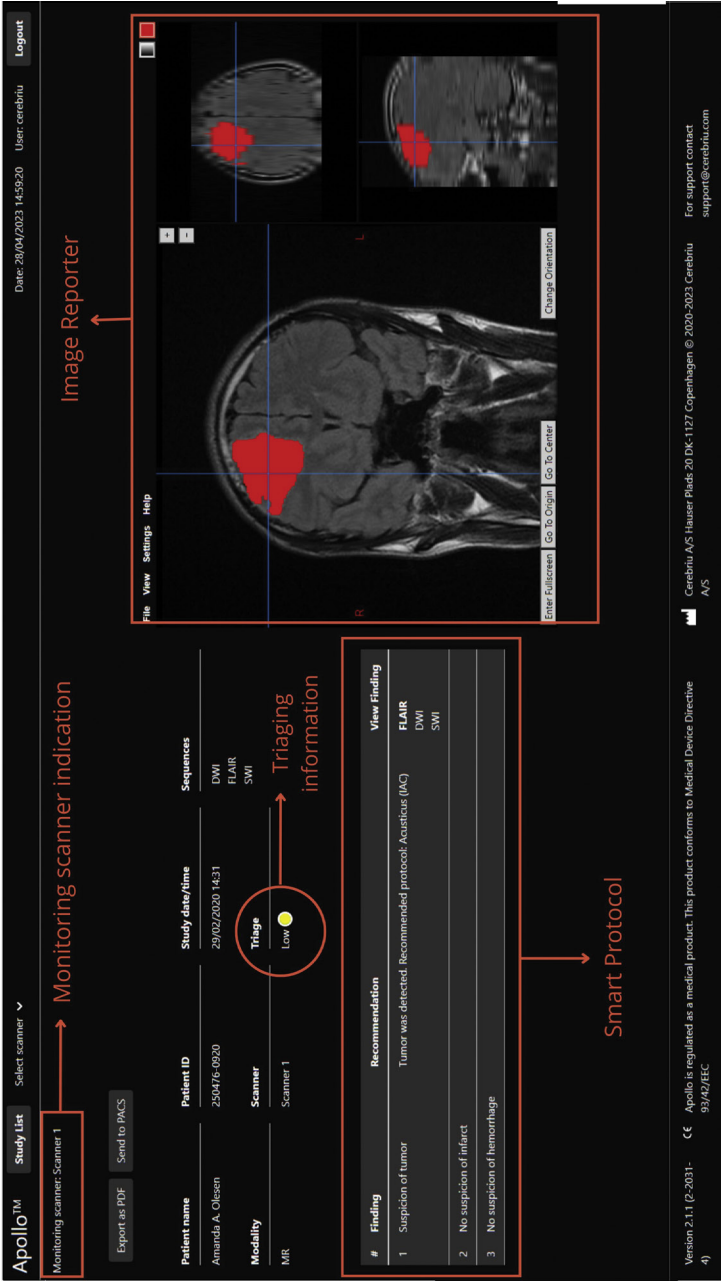 Apollo™
Study List
Select scanner
Date: 28/04/2023 14:59:20
User: cerebriu
Logout
Monitoring scanner: Scanner 1
Monitoring scanner indication
Image Reporter
Export as PDF
Send to PACS
Patient name
Patient ID
Study date/time
Sequences
Amanda A. Olesen
250476-0920
29/02/2020 14:31
DWI
FLAIR
SWI
Modality
Scanner
Triage
MR
Scanner 1
Low
Triaging
information
# Finding Recommendation View Finding
1 Suspicion of tumor Tumor was detected. Recommended protocol: Acusticus (IAC) FLAIR
DWI
SWI
2 No suspicion of infarct
3 No suspicion of hemorrhage
Smart Protocol
File View Settings Help
+
-
R
L
Enter Fullscreen
Go To Origin
Go To Center
Change Orientation
Version 2.1.1 (2-2031-
4)
CE
Apollo is regulated as a medical product. This product conforms to Medical Device Directive
93/42/EEC
Cerebriu A/S Hauser Plads 20 DK-1127 Copenhagen © 2020-2023 Cerebriu
A/S
For support contact
support@cerebriu.com